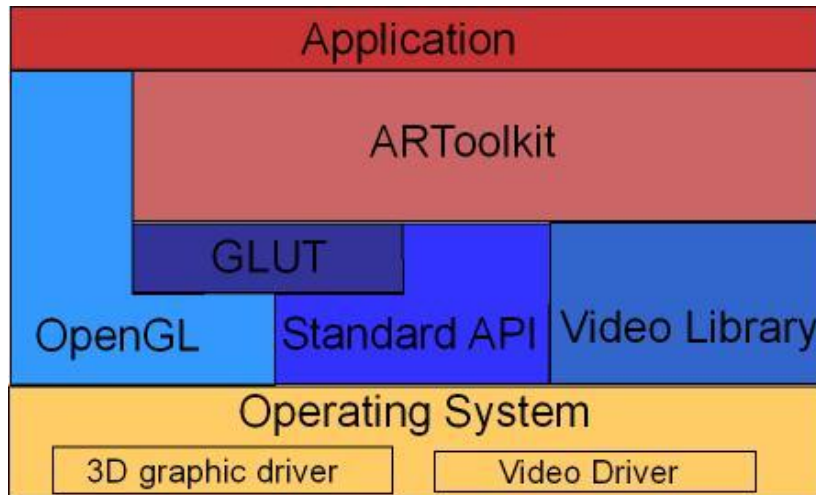 Application
ARToolkit
GLUT
OpenGL
Standard API
Video Library
Operating System
3D graphic driver
Video Driver